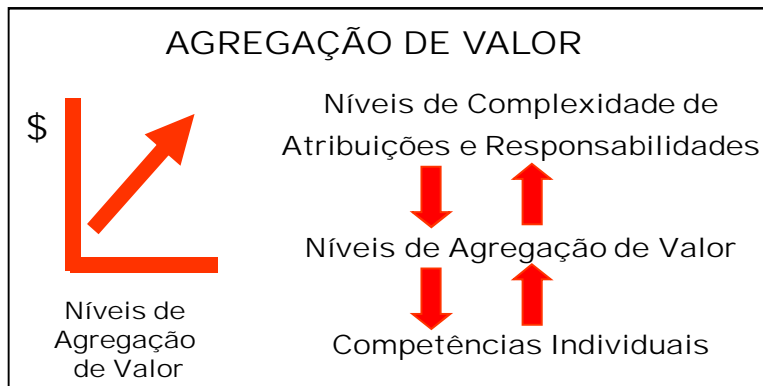 AGREGAÇÃO DE VALOR
$
Níveis de
Agregação
de Valor
Níveis de Complexidade de
Atribuições e Responsabilidades
Níveis de Agregação de Valor
Competências Individuais